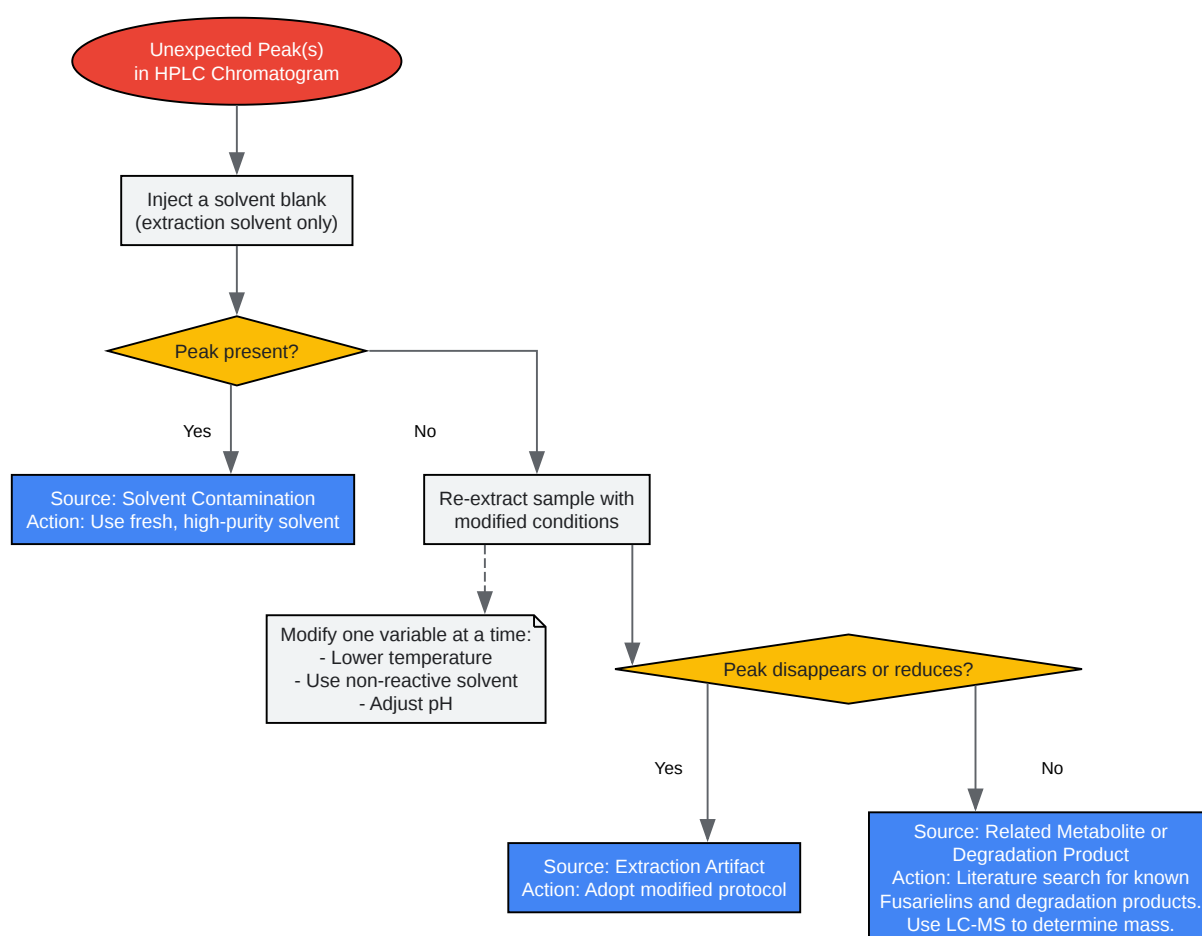 Unexpected Peak(s)
in HPLC Chromatogram
Inject a solvent blank
(extraction solvent only)
Peak present?
Yes
No
Source: Solvent Contamination
Action: Use fresh, high-purity solvent
Re-extract sample with
modified conditions
Modify one variable at a time:
- Lower temperature
- Use non-reactive solvent
- Adjust pH
Peak disappears or reduces?
Yes
No
Source: Extraction Artifact
Action: Adopt modified protocol
Source: Related Metabolite or
Degradation Product
Action: Literature search for known
Fusarielins and degradation products.
Use LC-MS to determine mass.